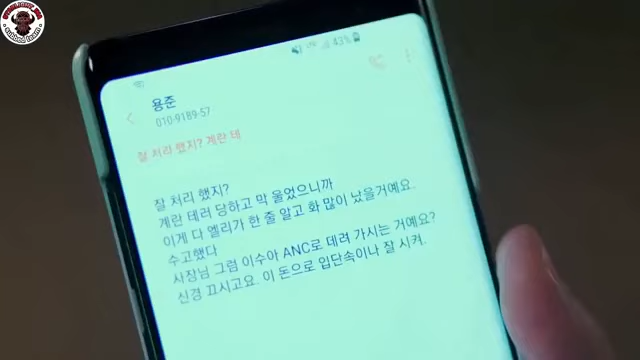 43%
용준
010-9189-57
잘 처리 했지? 계란 테
잘 처리 했지?
계란 테러 당하고 막 울었으니까
이게 다 엘리가 한 줄 알고 화 많이 났을거예요.
수고했다
사장님 그럼 이수아 ANC로 데려 가시는 거예요?
신경 끄시고요. 이 돈으로 입단속이나 잘 시켜.